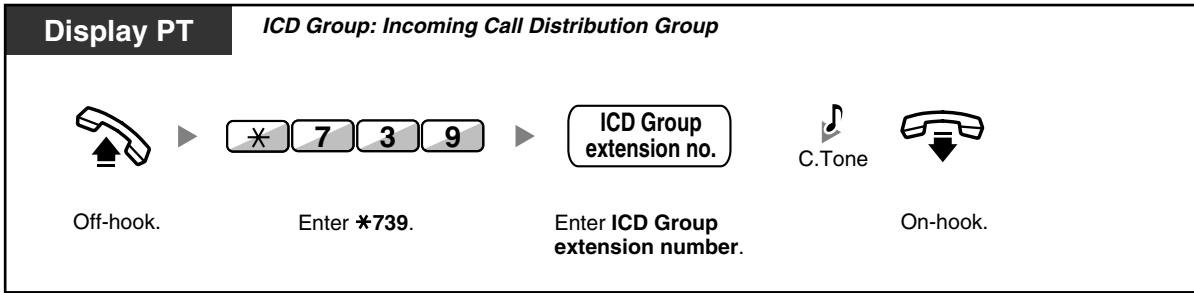 Display PT
ICD Group: Incoming Call Distribution Group
* 7 3 9
ICD Group
extension no.
C.Tone
Off-hook.
Enter *739.
Enter ICD Group
extension number.
On-hook.